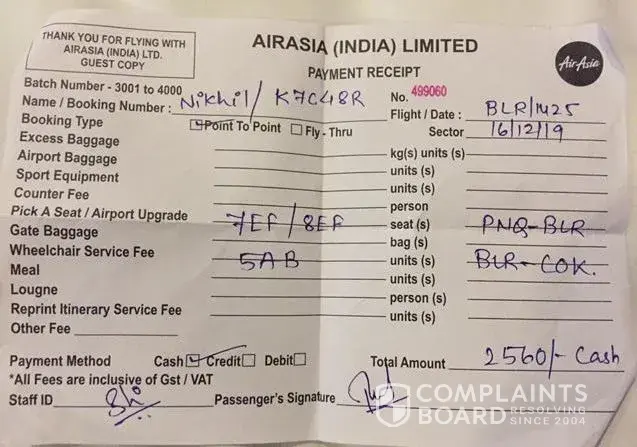 THANK YOU FOR FLYING WITH
AIRASIA (INDIA) LTD.
GUEST COPY
AIRASIA (INDIA) LIMITED
PAYMENT RECEIPT
AirAsia
Batch Number - 3001 to 4000
No. 499060
Name / Booking Number : Nikhil / K7C48R
Flight / Date : BLR/1425
Booking Type Point To Point Fly - Thru
Sector 16/12/19
Excess Baggage kg(s) units (s)
Airport Baggage units (s)
Sport Equipment units (s)
Counter Fee person
Pick A Seat / Airport Upgrade 7EF / 8EF seat (s) PNQ-BLR
Gate Baggage bag (s)
Wheelchair Service Fee 5AB units (s) BLR-COK.
Meal units (s)
Lougne person (s)
Reprint Itinerary Service Fee units (s)
Other Fee
Payment Method Cash Credit Debit Total Amount 2560/- Cash
*All Fees are inclusive of Gst / VAT
Staff ID Passenger's Signature
COMPLAINTS
BOARD RESOLVING
SINCE 2004